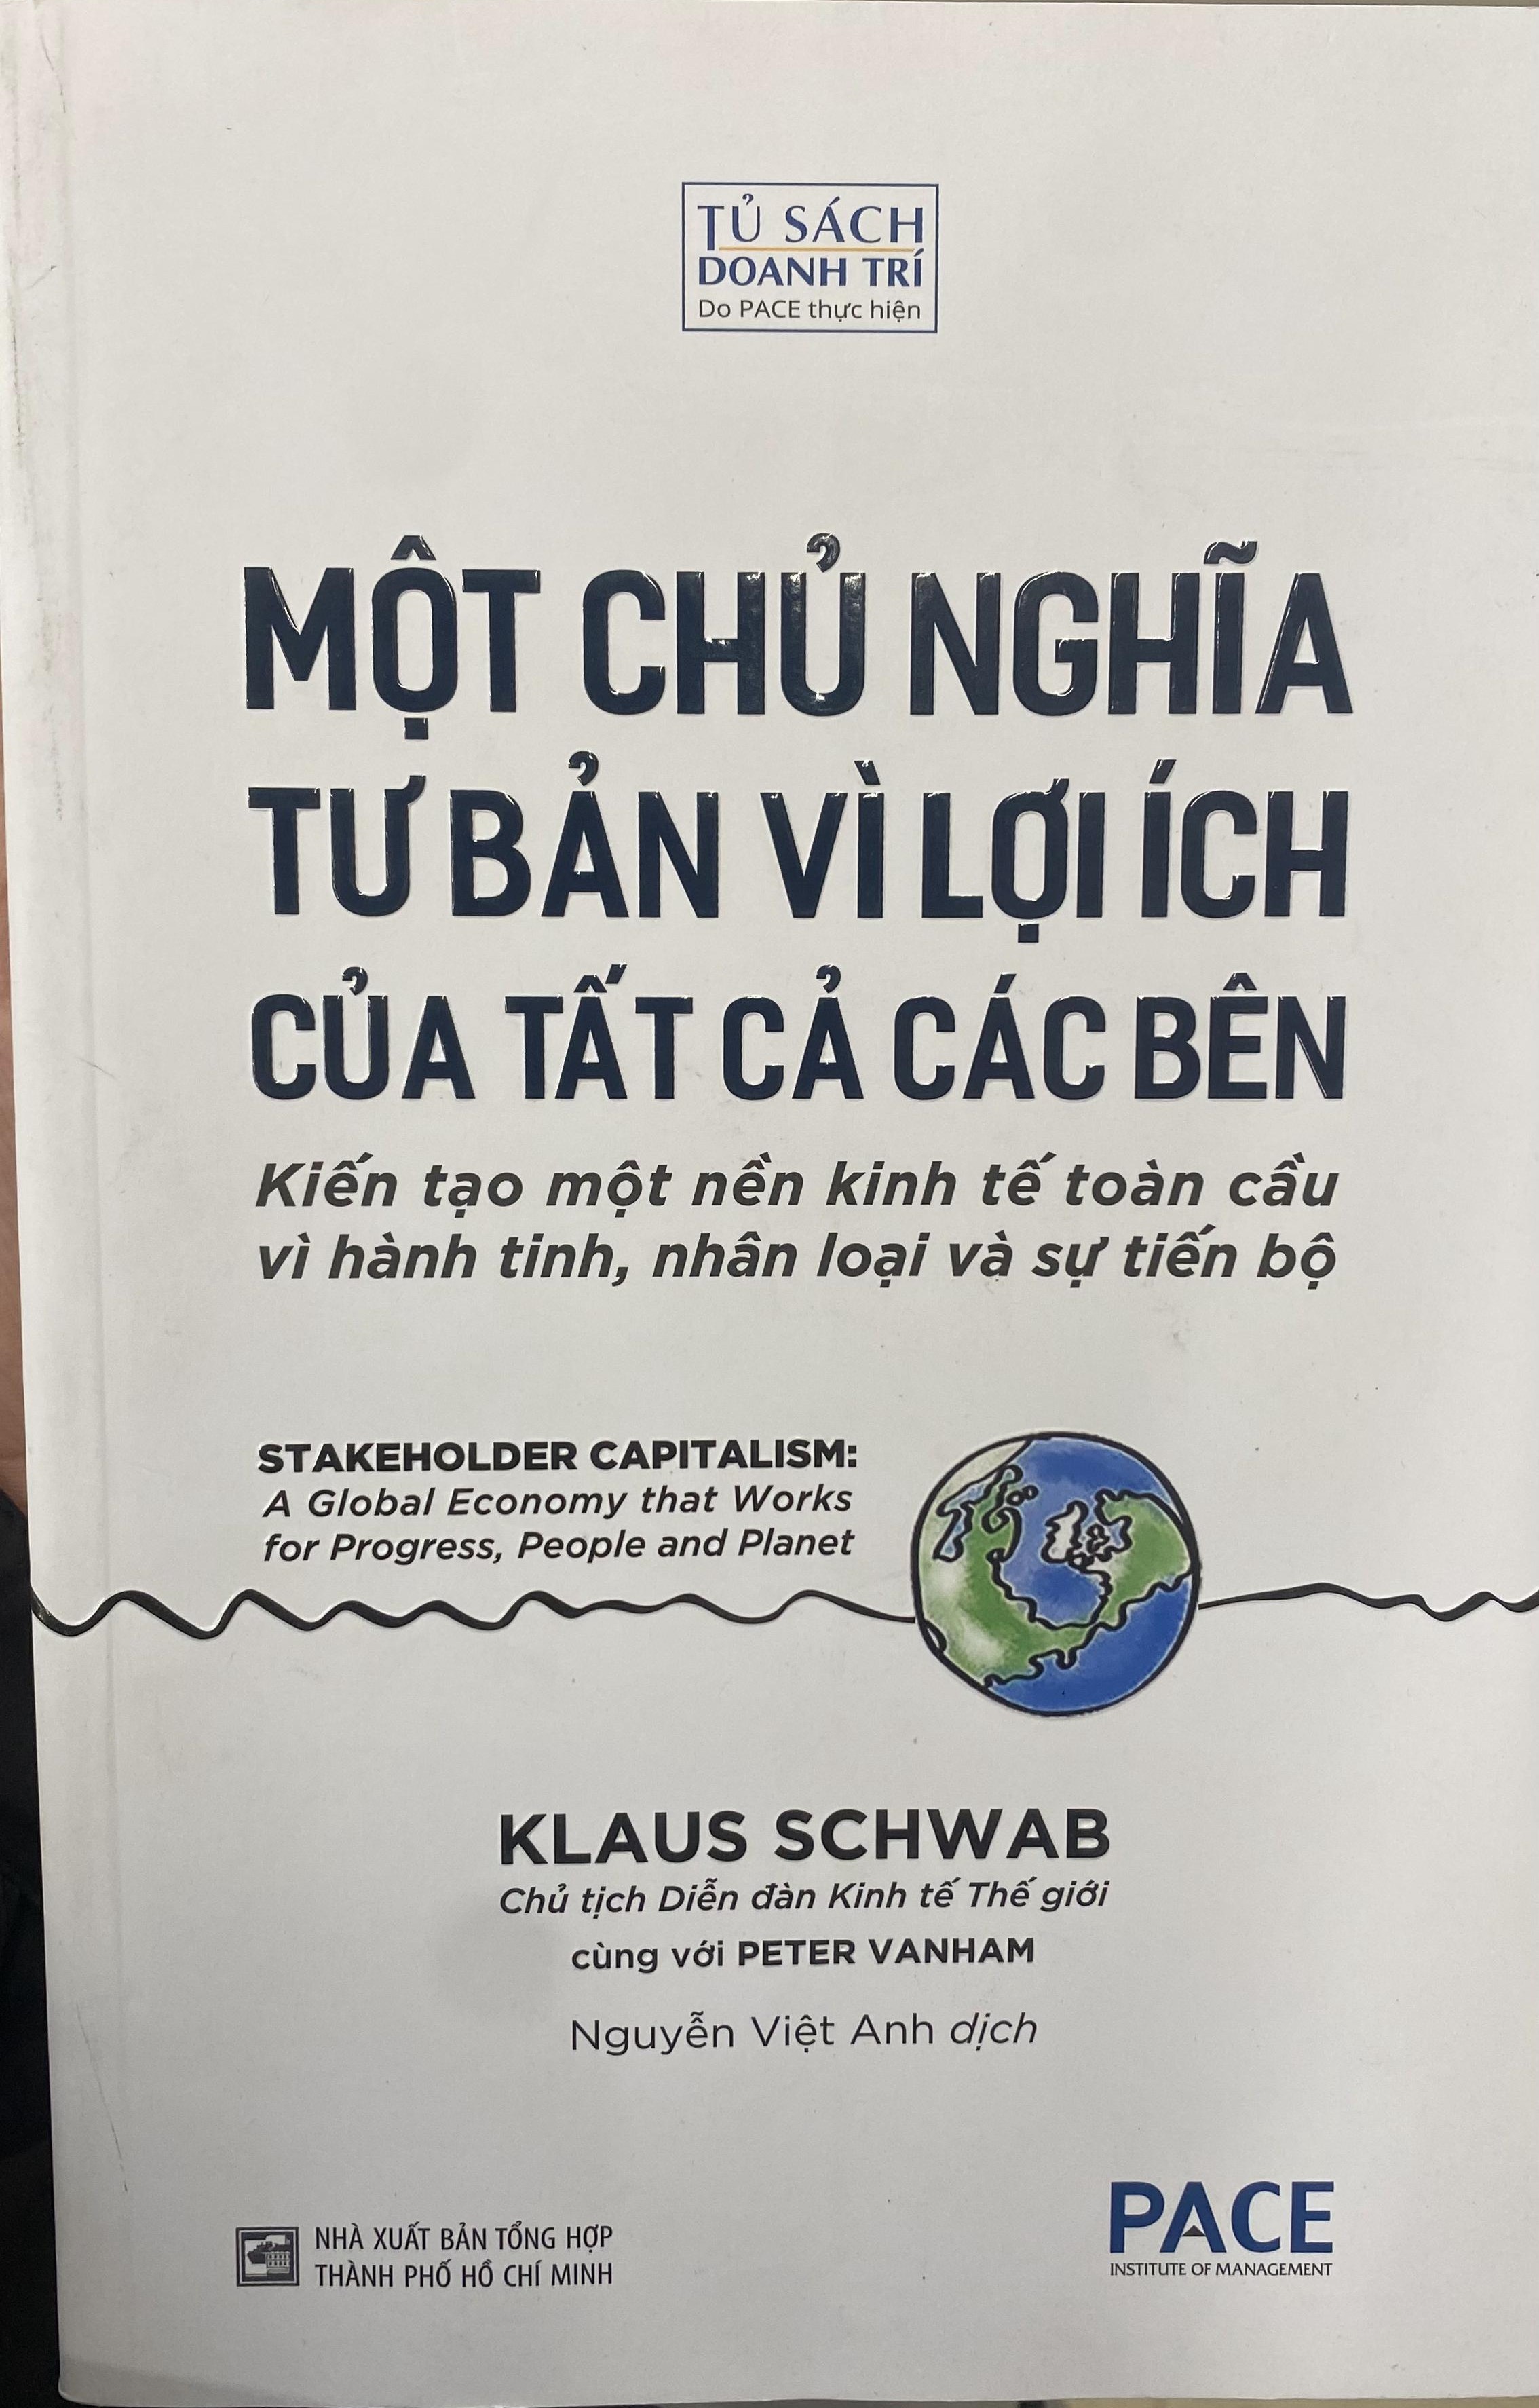 TỦ SÁCH
DOANH TRÍ
Do PACE thực hiện
MỘT CHỦ NGHĨA
TƯ BẢN VÌ LỢI ÍCH
CỦA TẤT CẢ CÁC BÊN
Kiến tạo một nền kinh tế toàn cầu
vì hành tinh, nhân loại và sự tiến bộ
STAKEHOLDER CAPITALISM:
A Global Economy that Works
for Progress, People and Planet
KLAUS SCHWAB
Chủ tịch Diễn đàn Kinh tế Thế giới
cùng với PETER VANHAM
Nguyễn Việt Anh dịch
NHÀ XUẤT BẢN TỔNG HỢP
THÀNH PHỐ HỒ CHÍ MINH
PACE
INSTITUTE OF MANAGEMENT